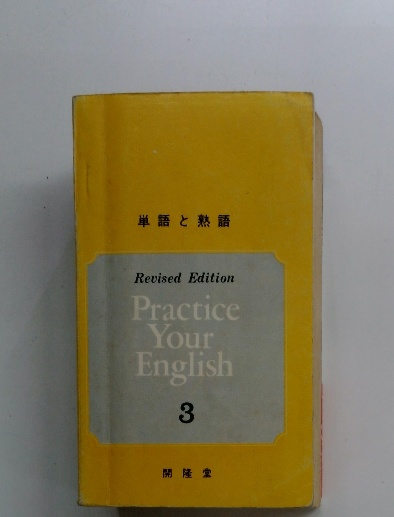 単語と熟語
Revised Edition
Practice
Your
English
3
開隆堂